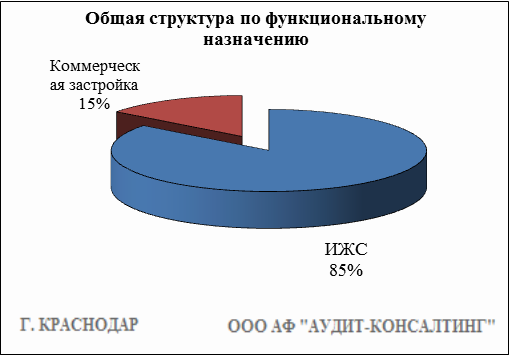 Общая структура по функциональному
назначению
Коммерческ
ая застройка
15%
ИЖС
85%
Г. КРАСНОДАР
ООО АФ "АУДИТ-КОНСАЛТИНГ"